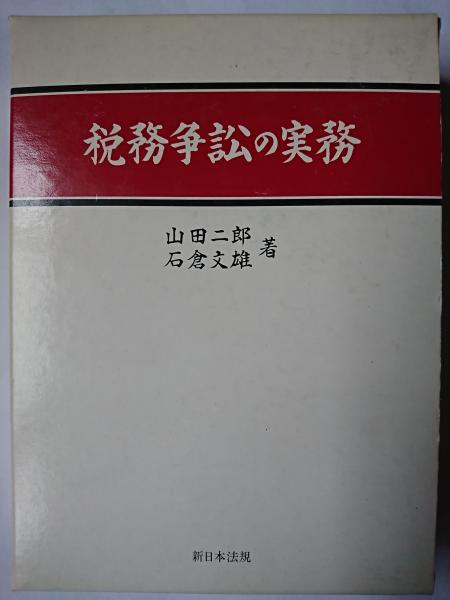 税務争訟の実務
山田二郎
石倉文雄 著
新日本法規